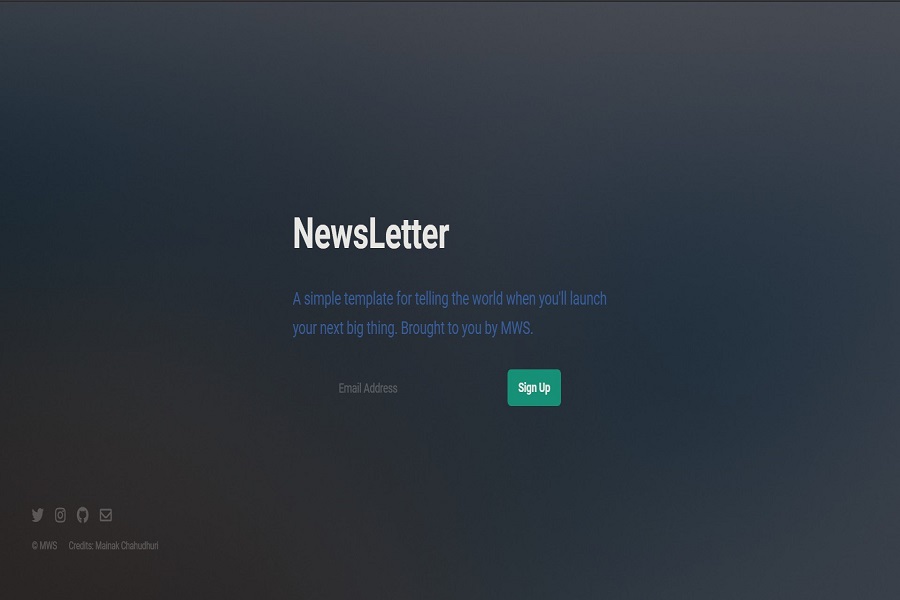 NewsLetter
A simple template for telling the world when you'll launch
your next big thing. Brought to you by MWS.
Email Address
Sign Up
© MWS Credits: Mainak Chahudhuri